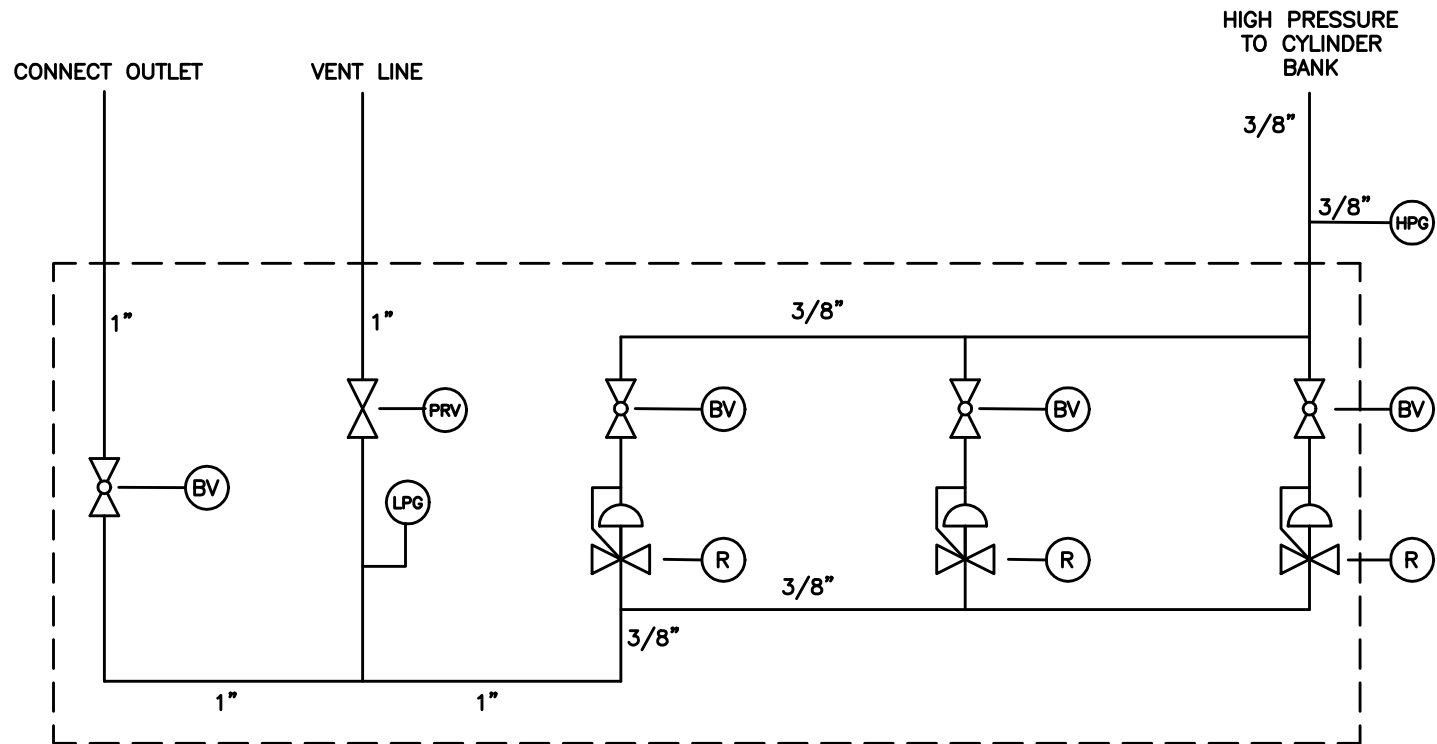 HIGH PRESSURE
TO CYLINDER
BANK
CONNECT OUTLET
VENT LINE
3/8”
3/8”
HPG
1”
1”
3/8”
PRV
BV
BV
BV
BV
LPG
R
R
R
3/8”
3/8”
1”
1”